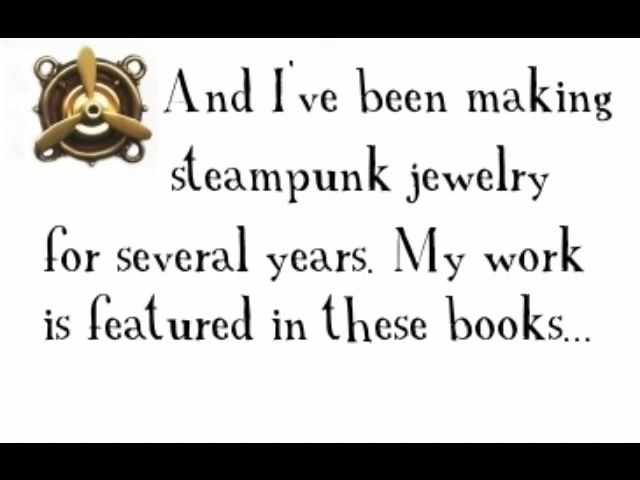 And I've been making
steampunk jewelry
for several years. My work
is featured in these books...